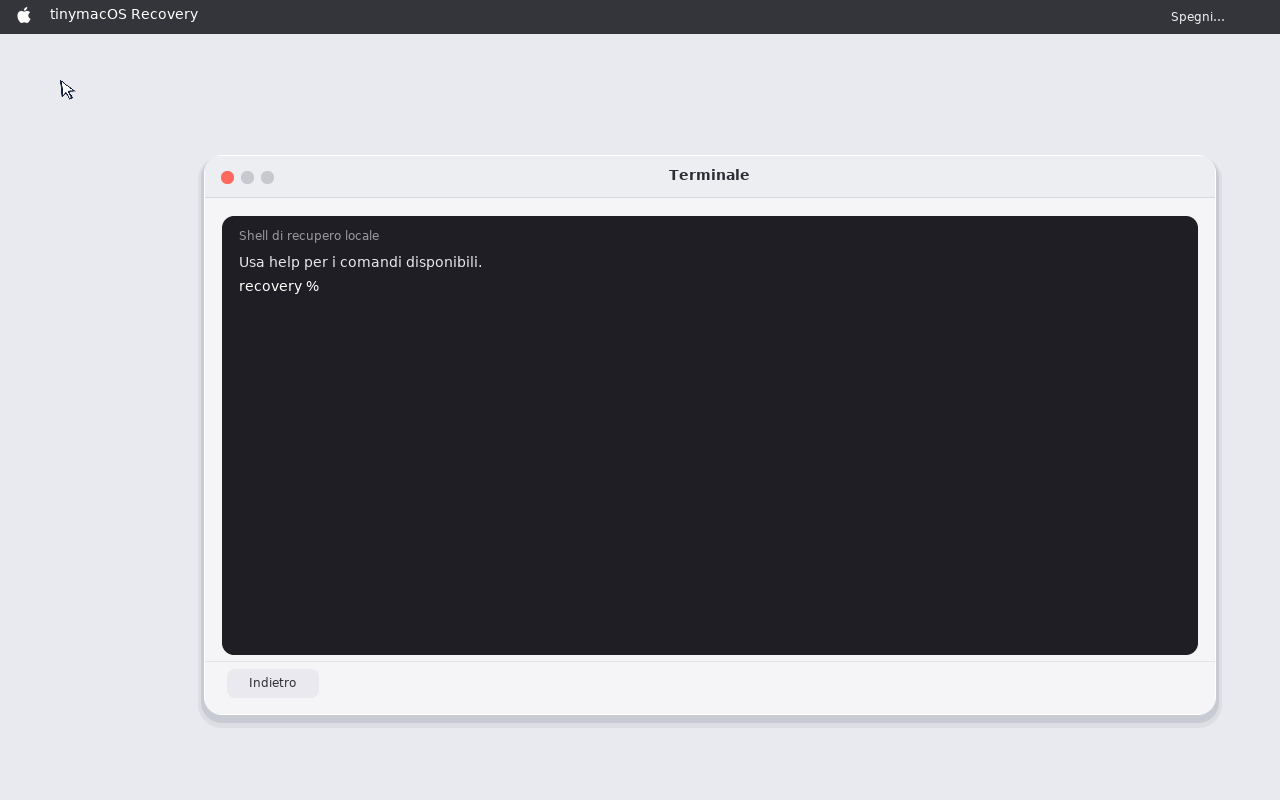 tinymacOS Recovery
Spegni...
Terminale
Shell di recupero locale
Usa help per i comandi disponibili.
recovery %
Indietro